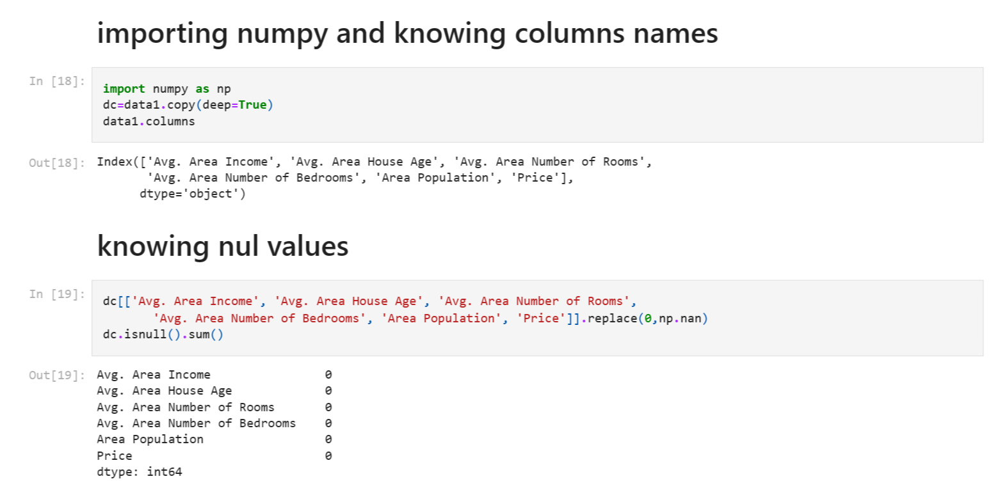 importing numpy and knowing columns names
In [18]:
import numpy as np
dc=data1.copy(deep=True)
data1.columns
Out[18]:
Index(['Avg. Area Income', 'Avg. Area House Age', 'Avg. Area Number of Rooms',
'Avg. Area Number of Bedrooms', 'Area Population', 'Price'],
dtype='object')
knowing nul values
In [19]:
dc[['Avg. Area Income', 'Avg. Area House Age', 'Avg. Area Number of Rooms',
'Avg. Area Number of Bedrooms', 'Area Population', 'Price']].replace(0,np.nan)
dc.isnull().sum()
Out[19]:
Avg. Area Income 0
Avg. Area House Age 0
Avg. Area Number of Rooms 0
Avg. Area Number of Bedrooms 0
Area Population 0
Price 0
dtype: int64